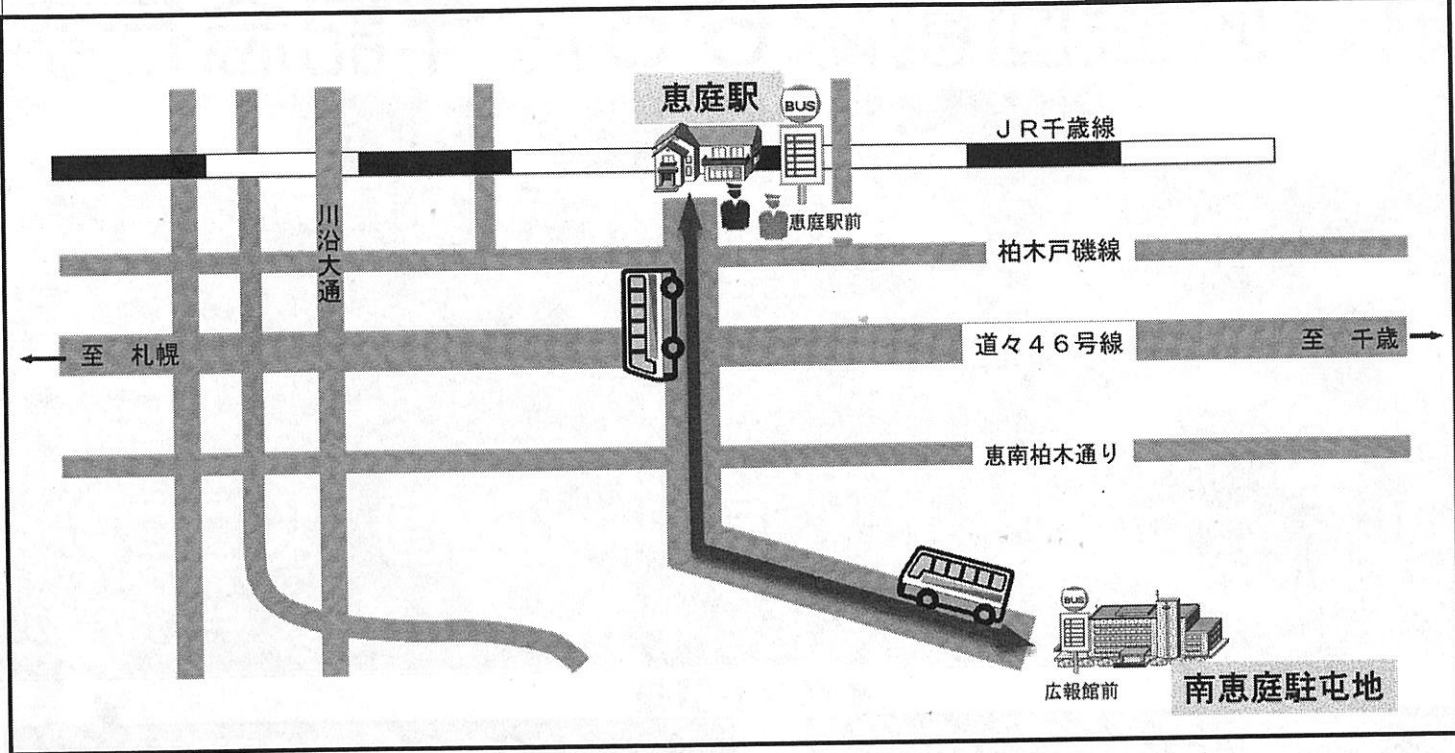 恵庭駅
BUS
JR千歳線
川沿大通
恵庭駅前
柏木戸磯線
至 札幌
道々46号線
至 千歳
恵南柏木通り
BUS
広報館前
南恵庭駐屯地